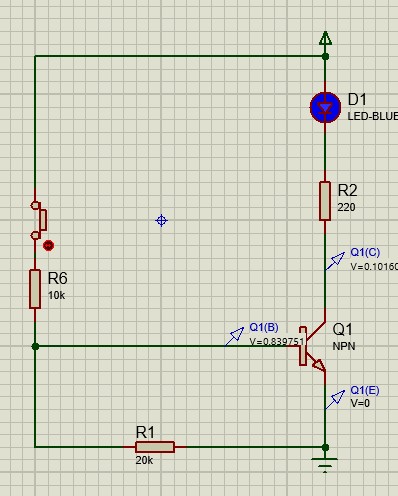 D1
LED-BLUE
R2
220
Q1(C)
V=0.10160
R6
10k
Q1(B)
V=0.839751
Q1
NPN
Q1(E)
V=0
R1
20k